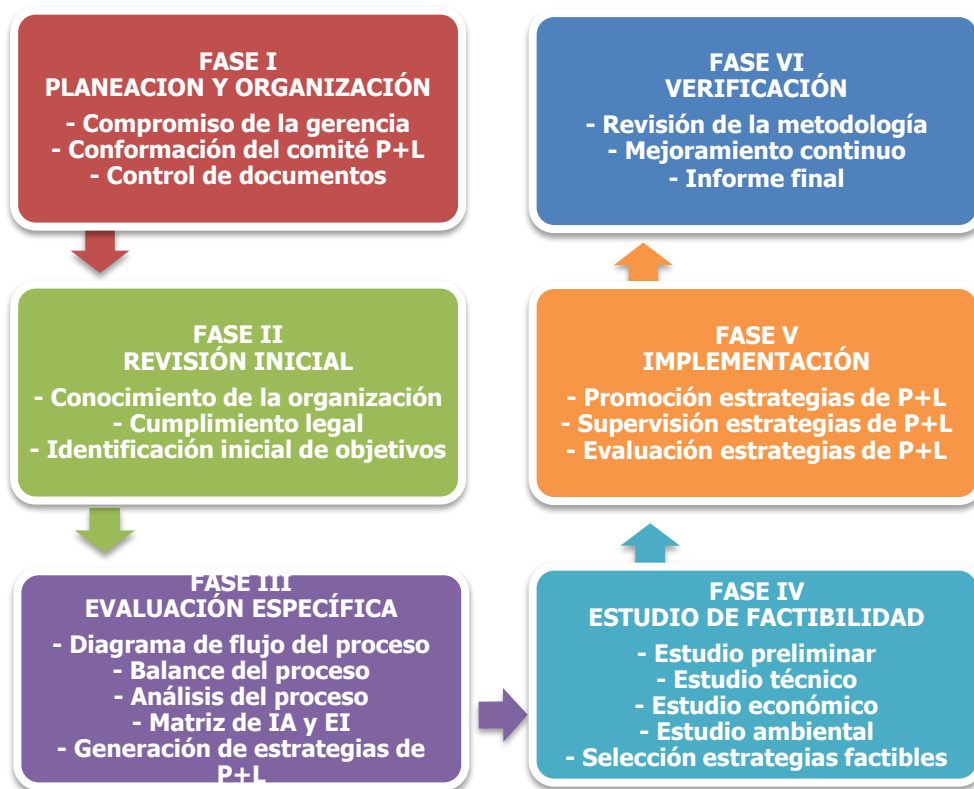 FASE I
PLANEACION Y ORGANIZACIÓN
- Compromiso de la gerencia
- Conformación del comité P+L
- Control de documentos
FASE II
REVISIÓN INICIAL
- Conocimiento de la organización
- Cumplimiento legal
- Identificación inicial de objetivos
FASE III
EVALUACIÓN ESPECÍFICA
- Diagrama de flujo del proceso
- Balance del proceso
- Análisis del proceso
- Matriz de IA y EI
- Generación de estrategias de
P+L
FASE IV
ESTUDIO DE FACTIBILIDAD
- Estudio preliminar
- Estudio técnico
- Estudio económico
- Estudio ambiental
- Selección estrategias factibles
FASE V
IMPLEMENTACIÓN
- Promoción estrategias de P+L
- Supervisión estrategias de P+L
- Evaluación estrategias de P+L
FASE VI
VERIFICACIÓN
- Revisión de la metodología
- Mejoramiento continuo
- Informe final